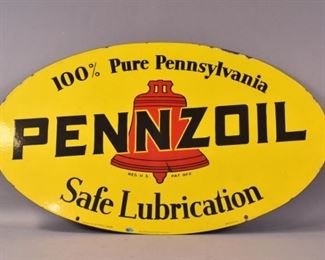 100% Pure Pennsylvania
PENNZOIL
REG. U.S. PAT. OFF.
Safe Lubrication